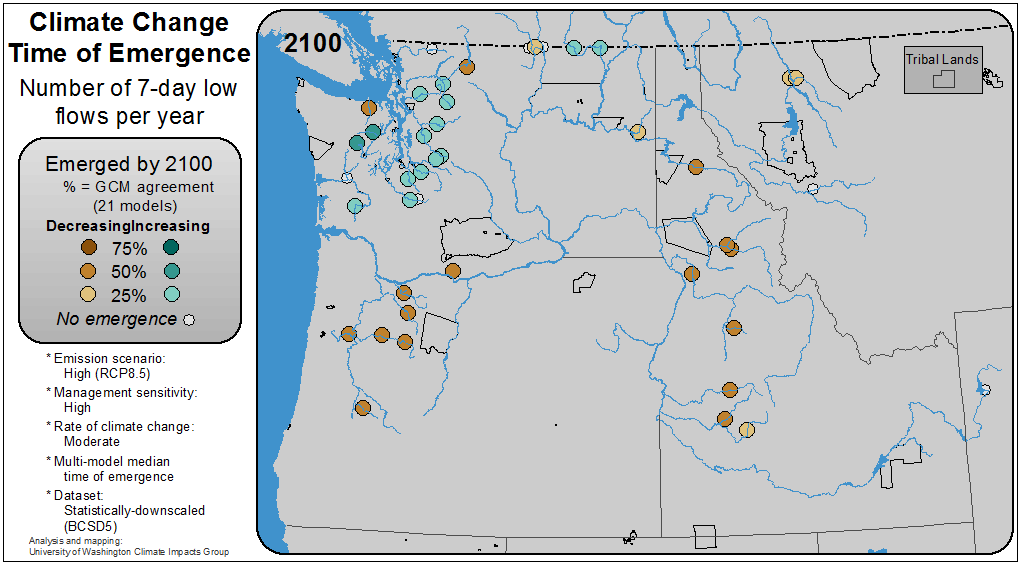 Climate Change
Time of Emergence
Number of 7-day low
flows per year
Emerged by 2100
% = GCM agreement
(21 models)
DecreasingIncreasing
75%
50%
25%
No emergence
* Emission scenario:
High (RCP8.5)
* Management sensitivity:
High
* Rate of climate change:
Moderate
* Multi-model median
time of emergence
* Dataset:
Statistically-downscaled
(BCSD5)
Analysis and mapping:
University of Washington Climate Impacts Group
2100
Tribal Lands